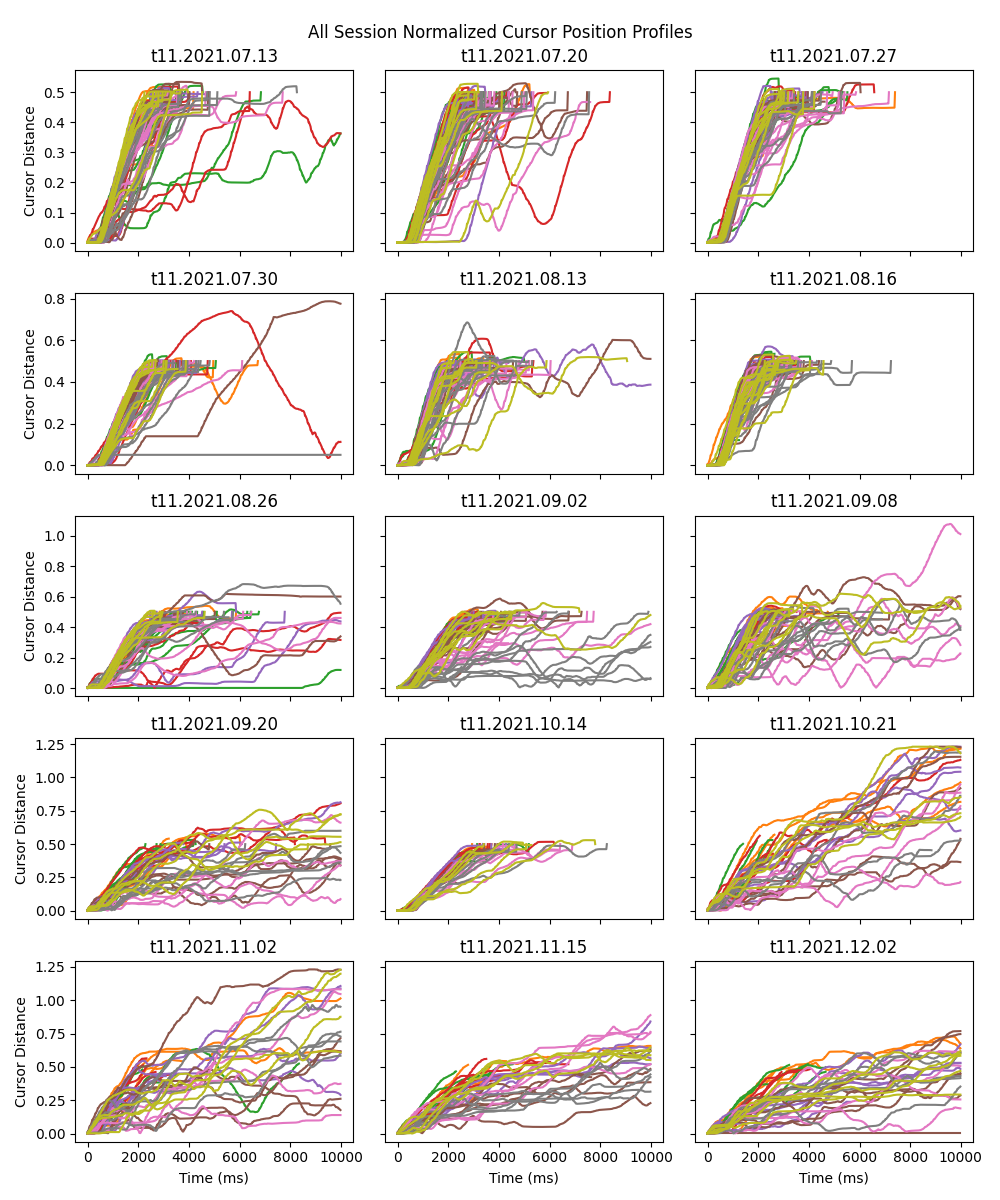 All Session Normalized Cursor Position Profiles
t11.2021.07.13 t11.2021.07.20 t11.2021.07.27
Cursor Distance
0.5
0.4
0.3
0.2
0.1
0.0
t11.2021.07.30 t11.2021.08.13 t11.2021.08.16
Cursor Distance
0.8
0.6
0.4
0.2
0.0
t11.2021.08.26 t11.2021.09.02 t11.2021.09.08
Cursor Distance
1.0
0.8
0.6
0.4
0.2
0.0
t11.2021.09.20 t11.2021.10.14 t11.2021.10.21
Cursor Distance
1.25
1.00
0.75
0.50
0.25
0.00
t11.2021.11.02 t11.2021.11.15 t11.2021.12.02
Cursor Distance
1.25
1.00
0.75
0.50
0.25
0.00
0 2000 4000 6000 8000 10000 0 2000 4000 6000 8000 10000 0 2000 4000 6000 8000 10000
Time (ms) Time (ms) Time (ms)